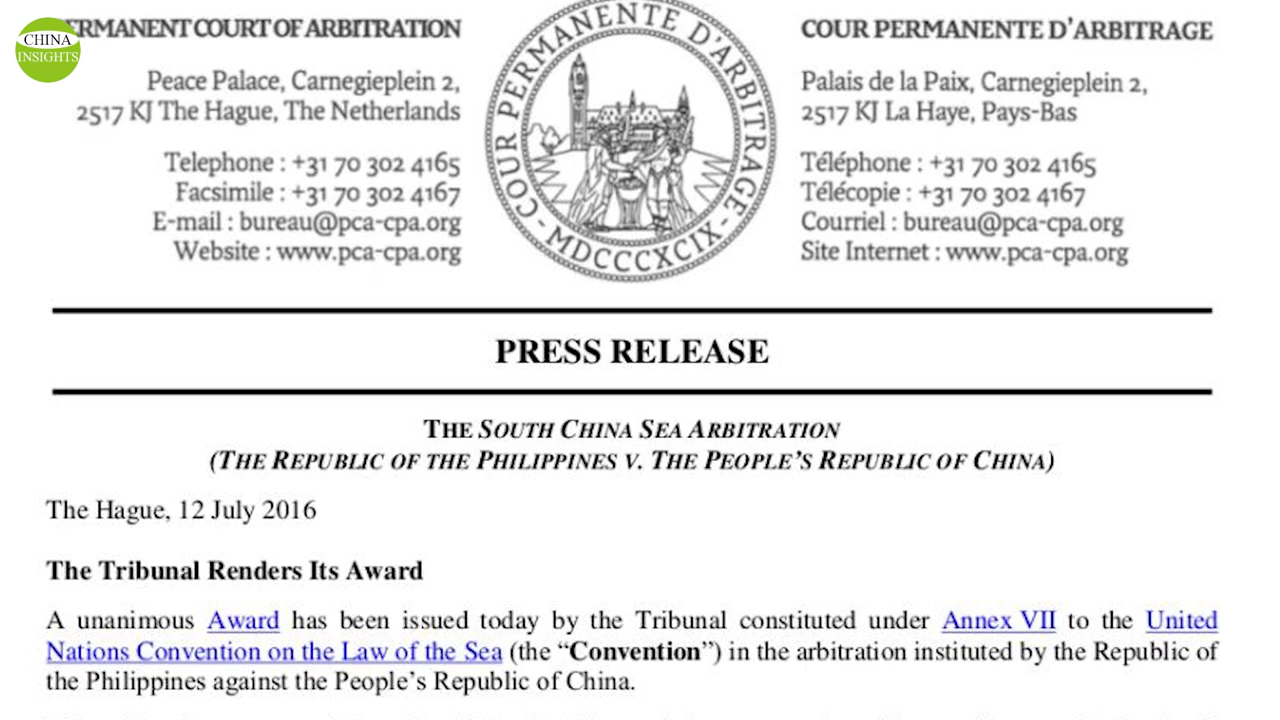 CHINA
INSIGHTS
ERMANENT COURT OF ARBITRATION
Peace Palace, Carnegieplein 2,
2517 KJ The Hague, The Netherlands
Telephone : +31 70 302 4165
Facsimile : +31 70 302 4167
E-mail : bureau@pca-cpa.org
Website : www.pca-cpa.org
COUR PERMANENTE D'ARBITRAGE - MDCCCXCIX -
COUR PERMANENTE D'ARBITRAGE
Palais de la Paix, Carnegieplein 2,
2517 KJ La Haye, Pays-Bas
Téléphone : +31 70 302 4165
Télécopie : +31 70 302 4167
Courriel : bureau@pca-cpa.org
Site Internet : www.pca-cpa.org
PRESS RELEASE
THE SOUTH CHINA SEA ARBITRATION
(THE REPUBLIC OF THE PHILIPPINES V. THE PEOPLE'S REPUBLIC OF CHINA)
The Hague, 12 July 2016
The Tribunal Renders Its Award
A unanimous Award has been issued today by the Tribunal constituted under Annex VII to the United
Nations Convention on the Law of the Sea (the “Convention”) in the arbitration instituted by the Republic of
the Philippines against the People's Republic of China.